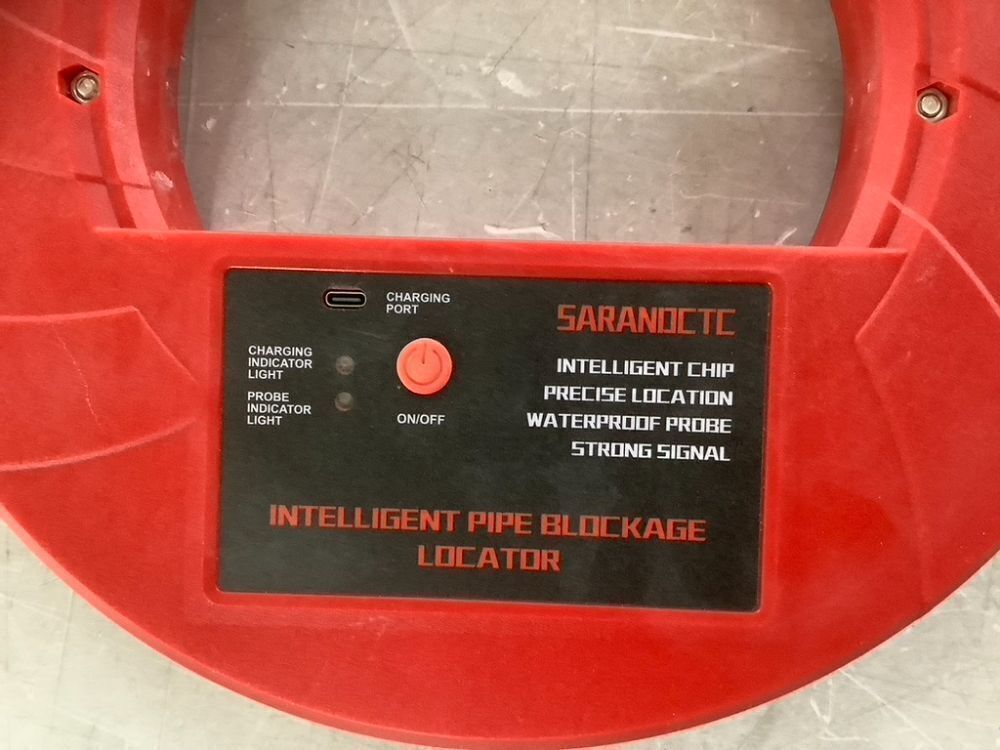 CHARGING
PORT
CHARGING
INDICATOR
LIGHT
PROBE
INDICATOR
LIGHT
ON/OFF
SARANDCTC
INTELLIGENT CHIP
PRECISE LOCATION
WATERPROOF PROBE
STRONG SIGNAL
INTELLIGENT PIPE BLOCKAGE
LOCATOR